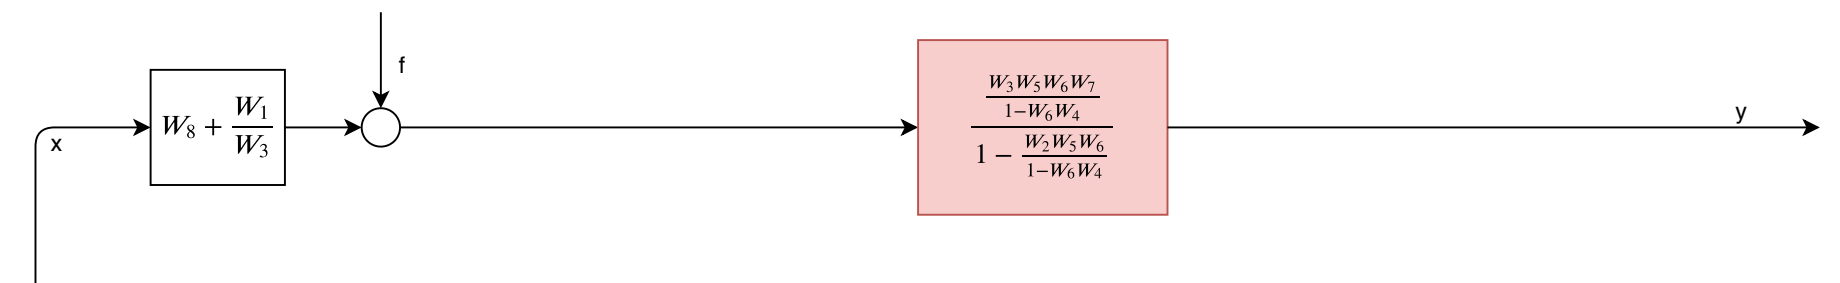 f
x
W₈ + W₁/W₃
(W₃W₅W₆W₇/(1−W₆W₄))/(1 − W₂W₅W₆/(1−W₆W₄))
y